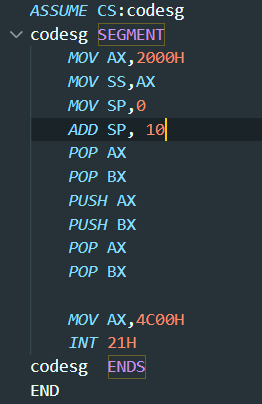 ASSUME CS:codesg
codesg SEGMENT
MOV AX,2000H
MOV SS,AX
MOV SP,0
ADD SP, 10
POP AX
POP BX
PUSH AX
PUSH BX
POP AX
POP BX
MOV AX,4C00H
INT 21H
codesg ENDS
END